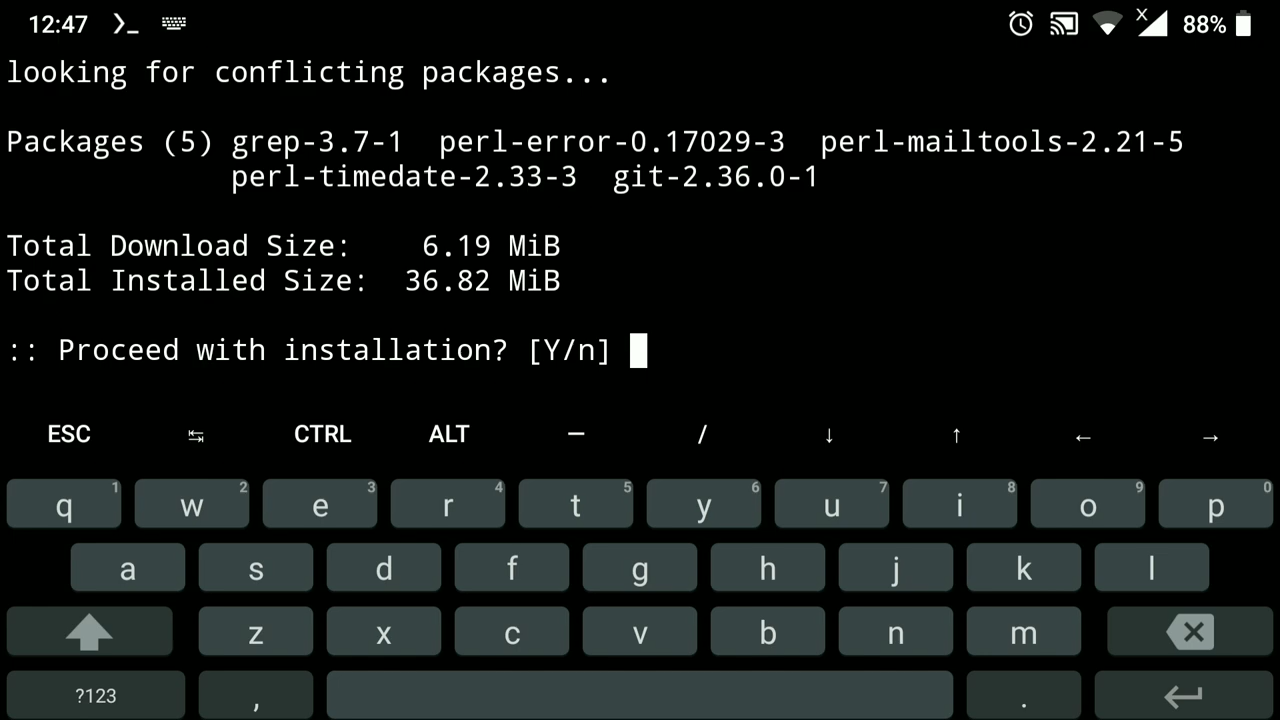 12:47 88%
looking for conflicting packages...
Packages (5) grep-3.7-1 perl-error-0.17029-3 perl-mailtools-2.21-5
perl-timedate-2.33-3 git-2.36.0-1
Total Download Size: 6.19 MiB
Total Installed Size: 36.82 MiB
:: Proceed with installation? [Y/n]
ESC ↹ CTRL ALT — / ↓ ↑ ← →
q 1 w 2 e 3 r 4 t 5 y 6 u 7 i 8 o 9 p 0
a s d f g h j k l
z x c v b n m
?123 , .